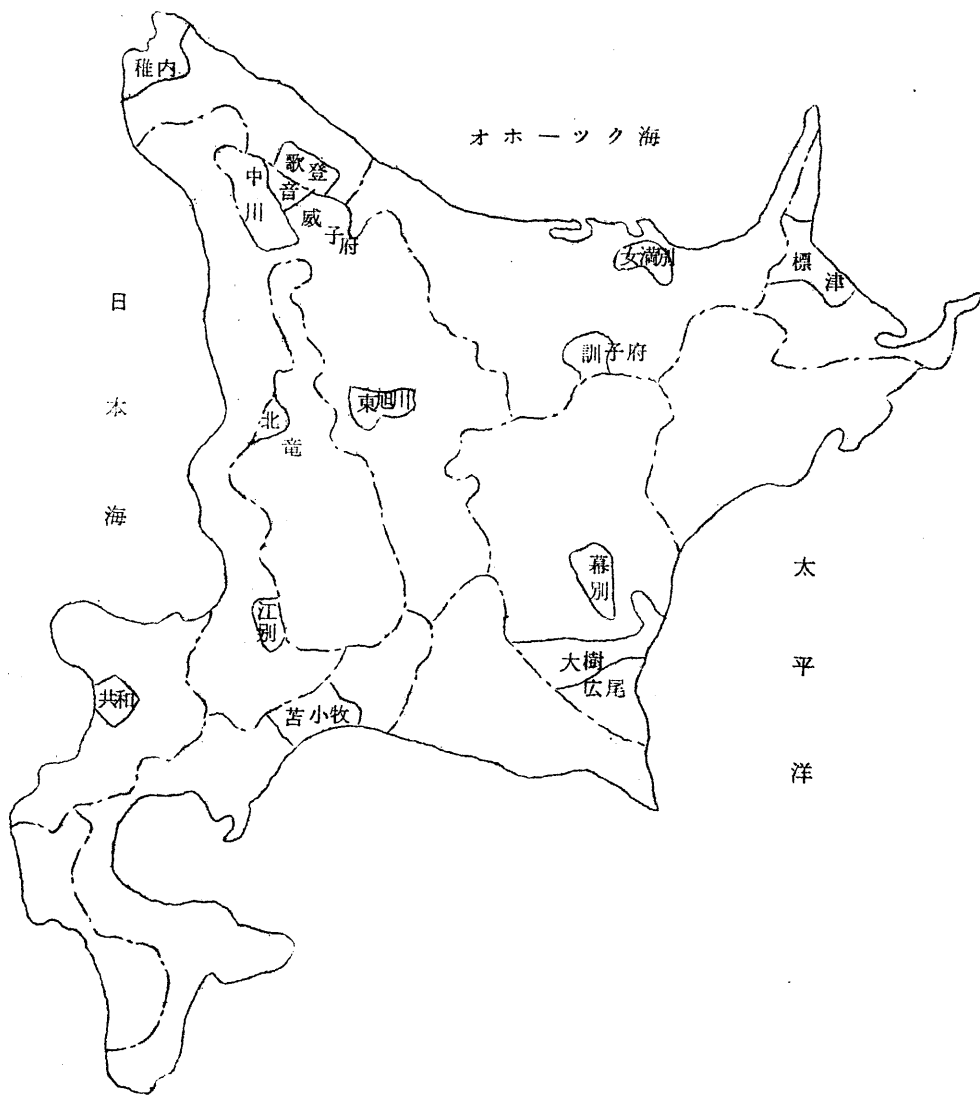 稚内
オホーツク海
歌登
中川
音威子府
女満別
標津
日本海
訓子府
東旭川
北竜
幕別
太平洋
江別
大樹
広尾
共和
苫小牧